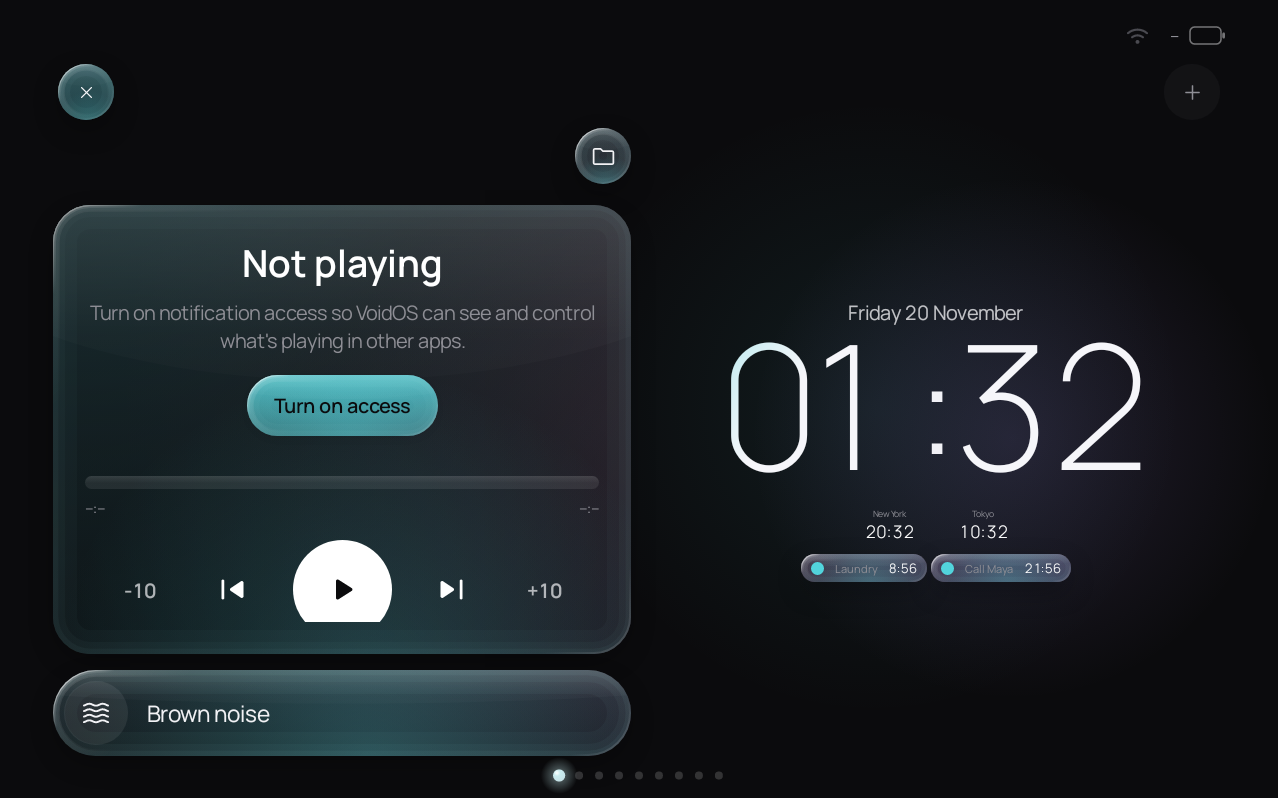 –
Not playing
Turn on notification access so VoidOS can see and control
what's playing in other apps.
Turn on access
–:–
–:–
-10
+10
Brown noise
Friday 20 November
01:32
New York
Tokyo
20:32
10:32
Laundry 8:56
Call Maya 21:56